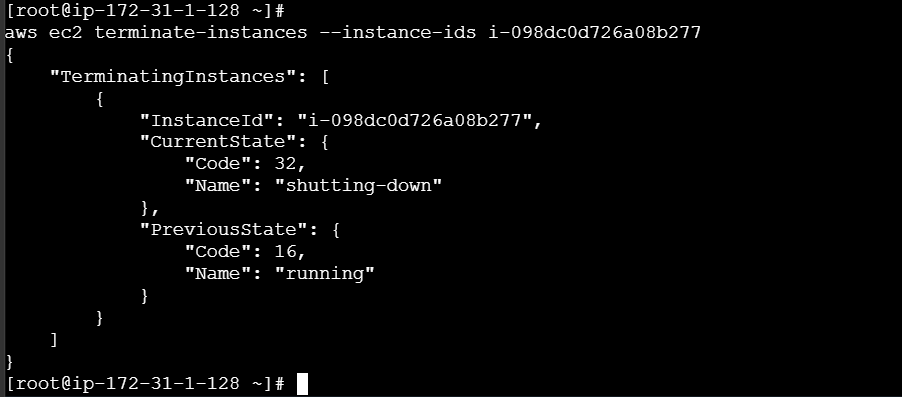 [root@ip-172-31-1-128 ~]#
aws ec2 terminate-instances --instance-ids i-098dc0d726a08b277
{
    "TerminatingInstances": [
        {
            "InstanceId": "i-098dc0d726a08b277",
            "CurrentState": {
                "Code": 32,
                "Name": "shutting-down"
            },
            "PreviousState": {
                "Code": 16,
                "Name": "running"
            }
        }
    ]
}
[root@ip-172-31-1-128 ~]#